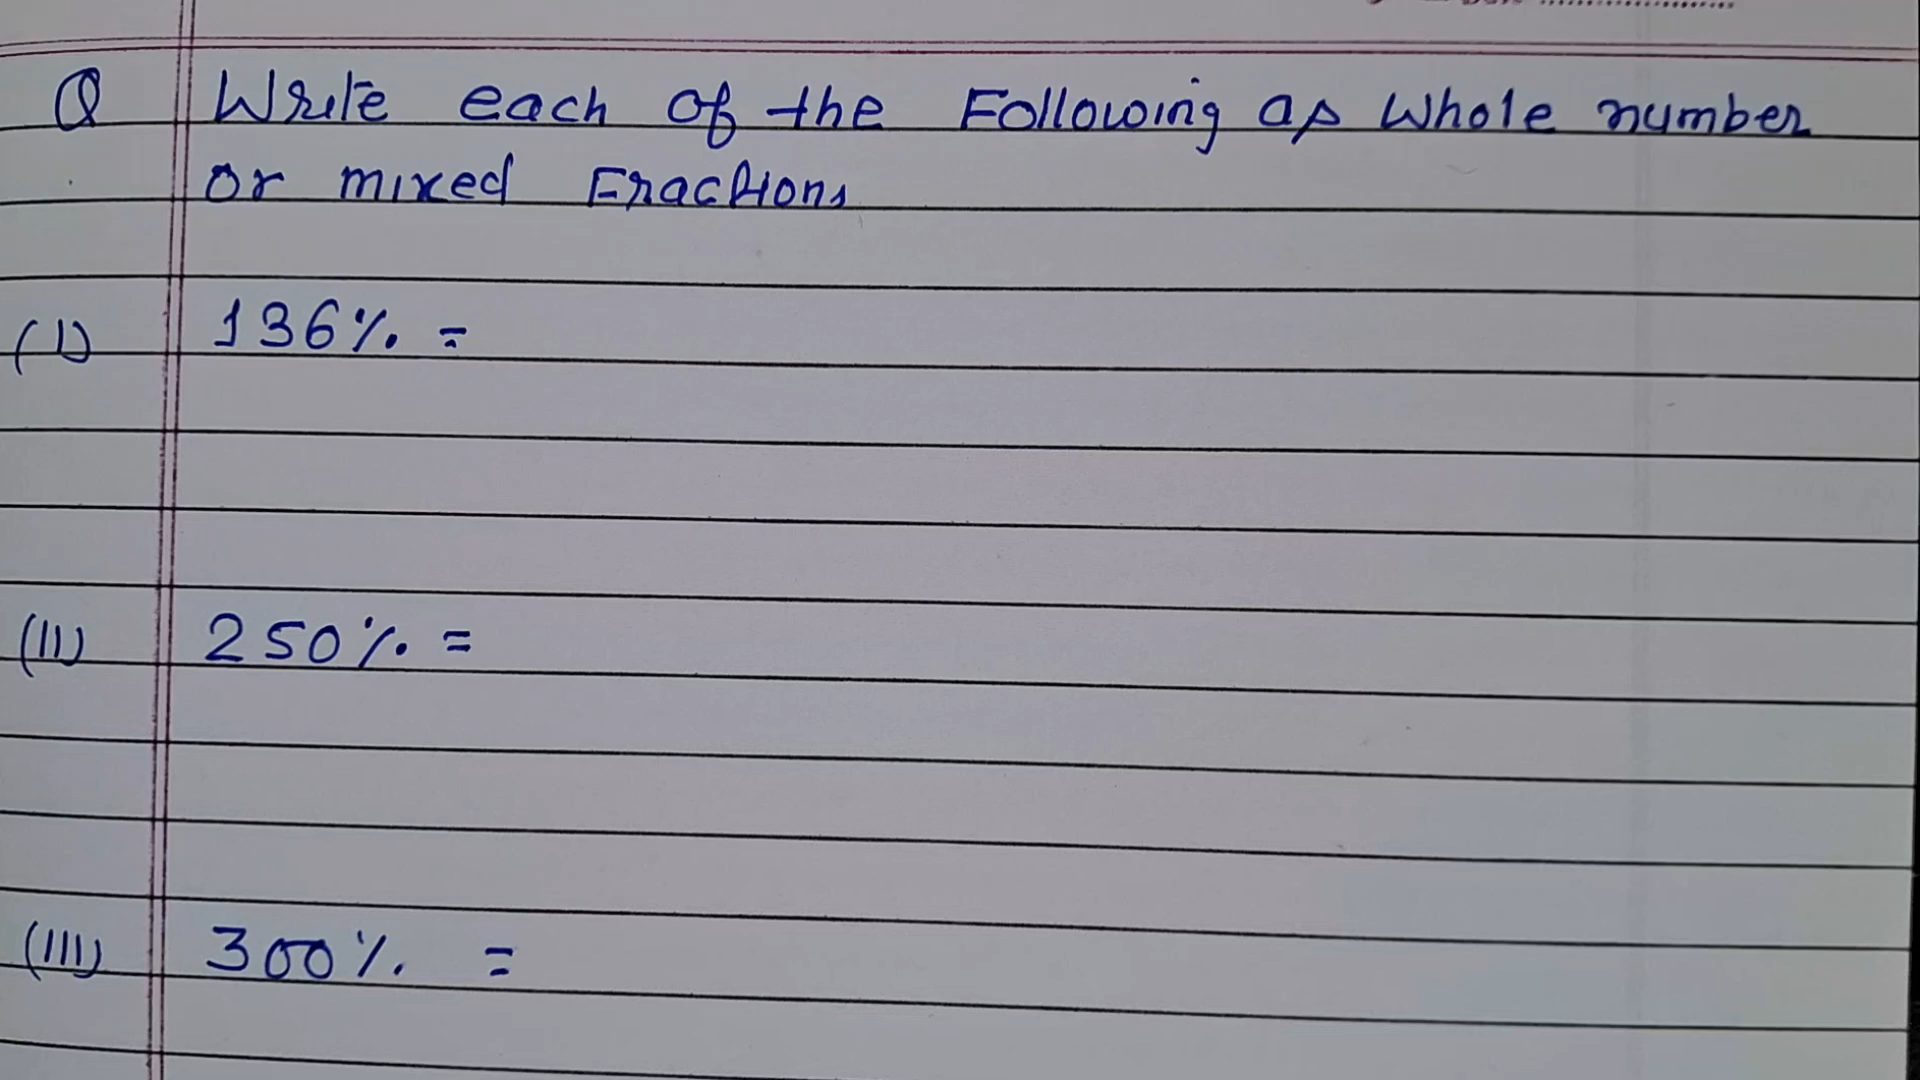 Q Write each of the Following as Whole number
or mixed Fractions
(I) 136% =
(II) 250% =
(III) 300% =